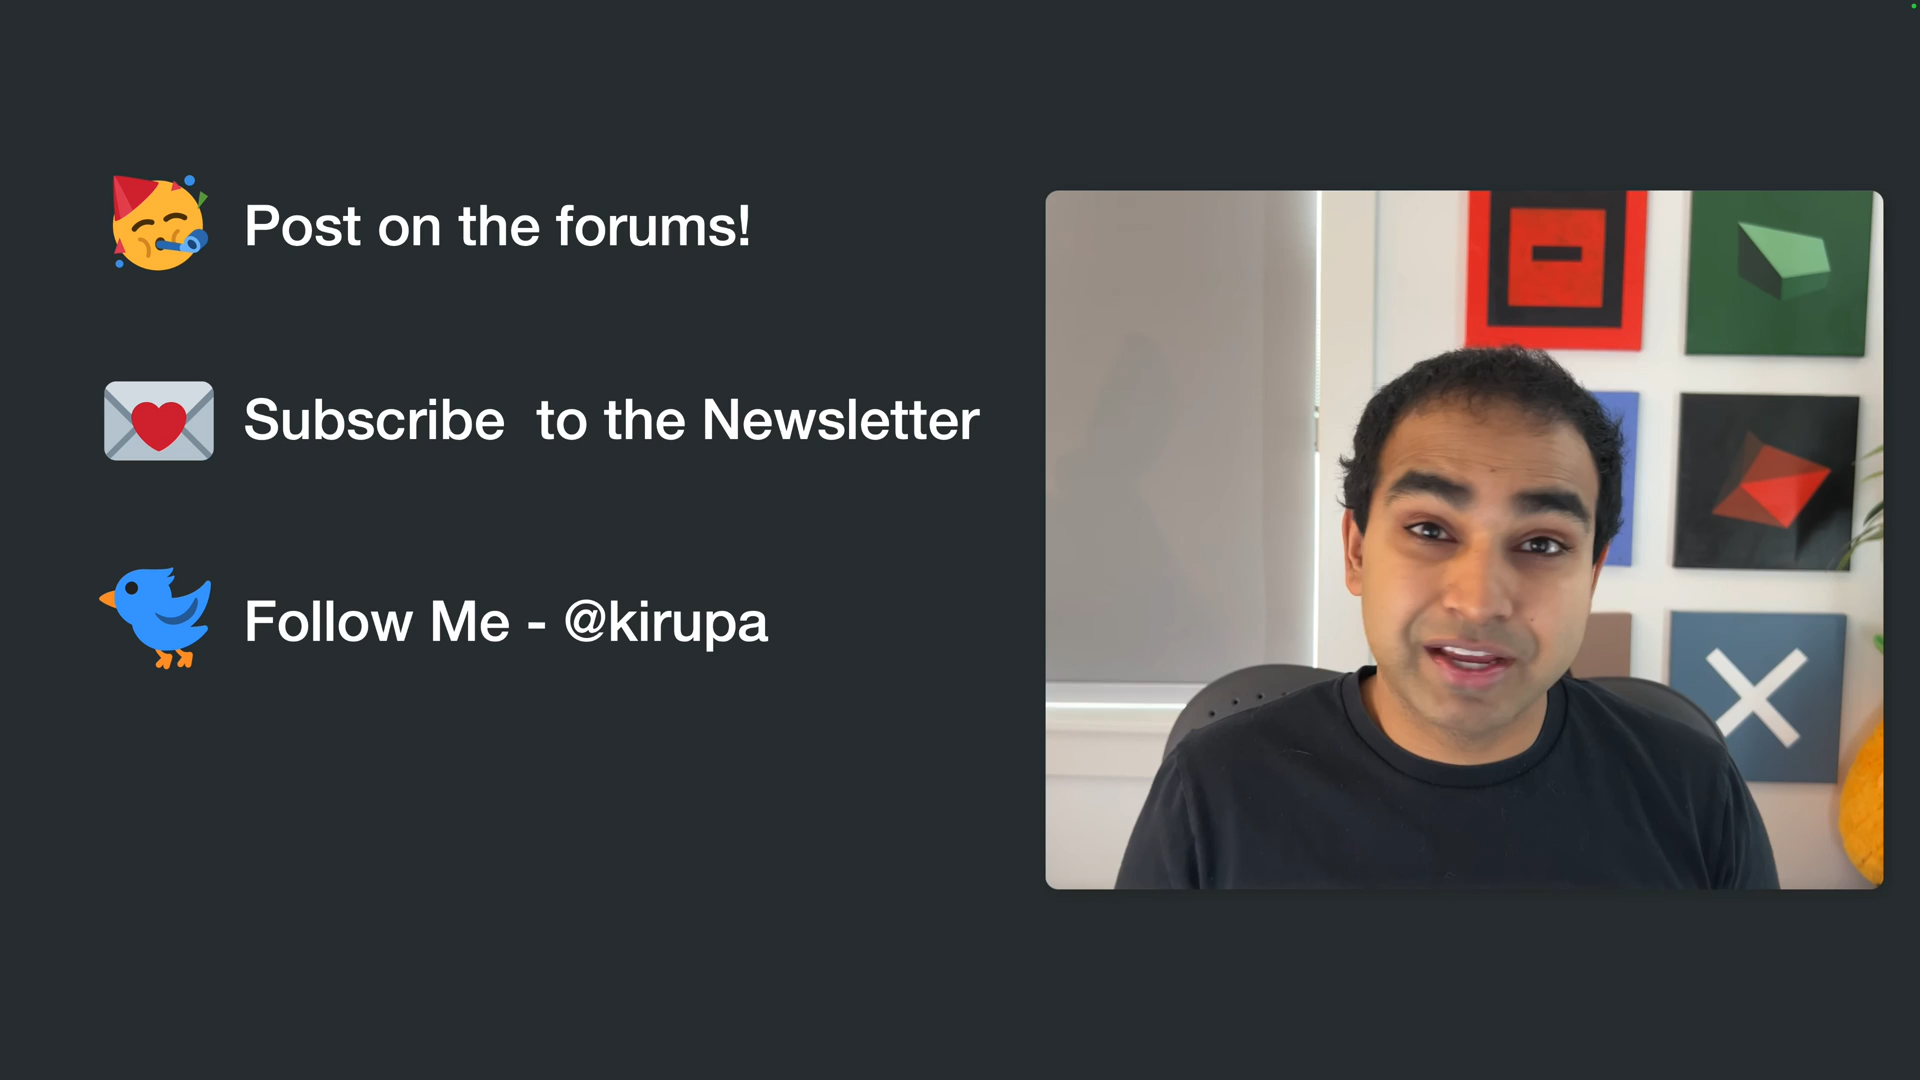 Post on the forums!
Subscribe  to the Newsletter
Follow Me - @kirupa